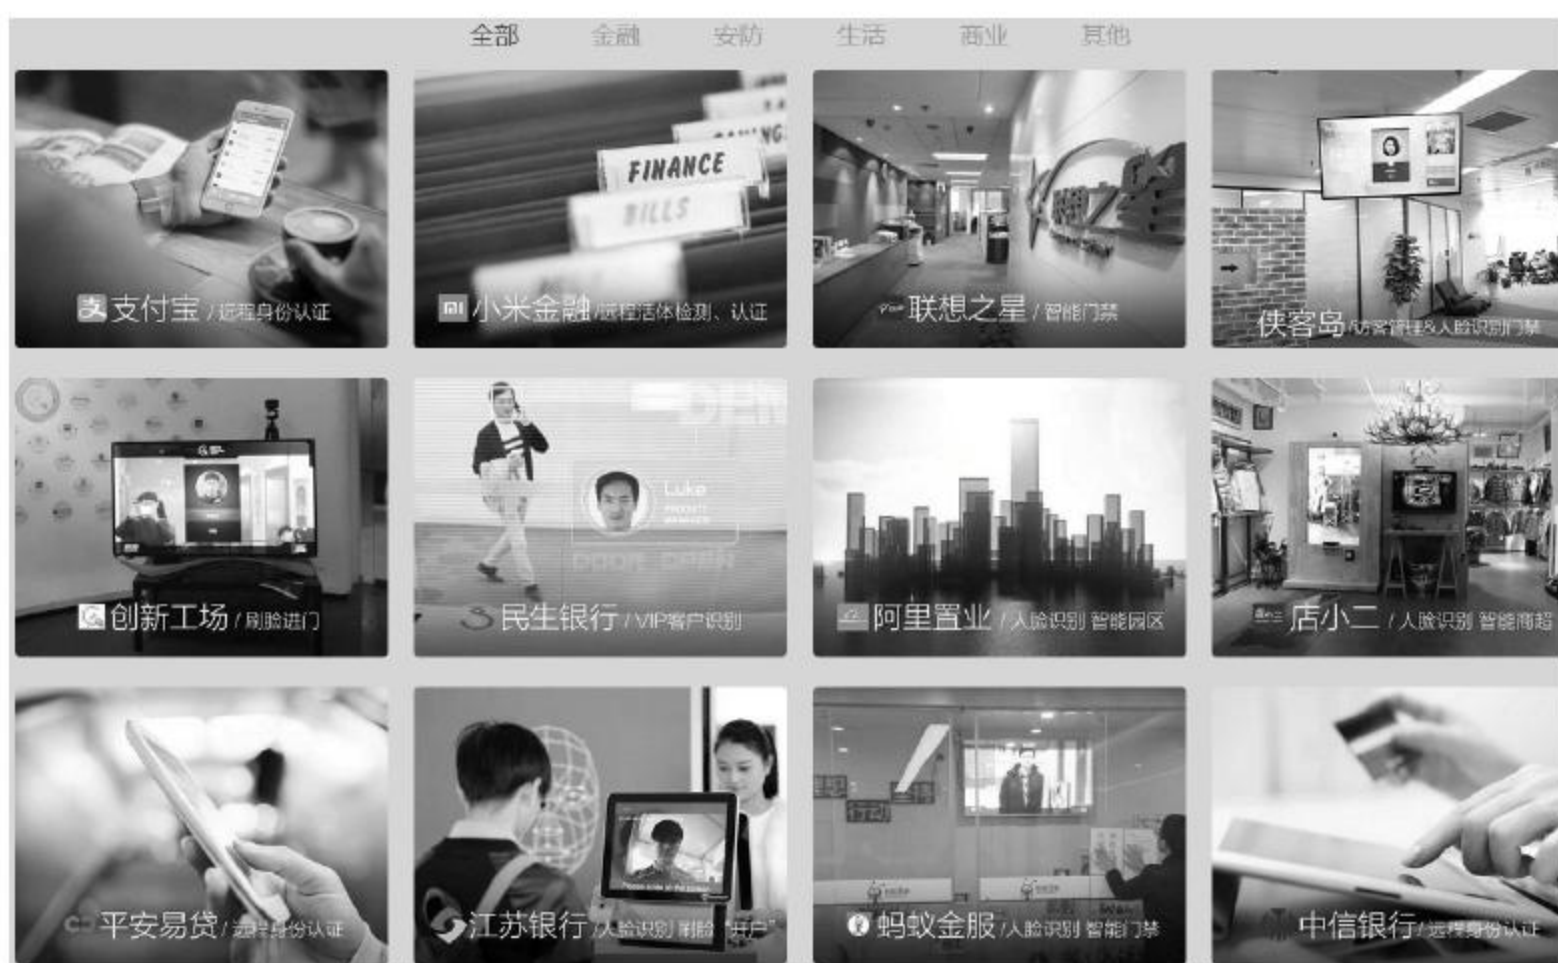 全部 金融 安防 生活 商业 其他
FINANCE
BILLS
支 支付宝 / 远程身份认证
MI 小米金融/远程活体检测、认证
联想之星 / 智能门禁
侠客岛/访客管理&人脸识别门禁
Luke
创新工场 / 刷脸进门
民生银行 / VIP客户识别
阿里置业 / 人脸识别 智能园区
店小二 / 人脸识别 智能商超
平安易贷 / 远程身份认证
江苏银行/人脸识别 刷脸“开户”
蚂蚁金服 /人脸识别 智能门禁
中信银行/ 远程身份认证